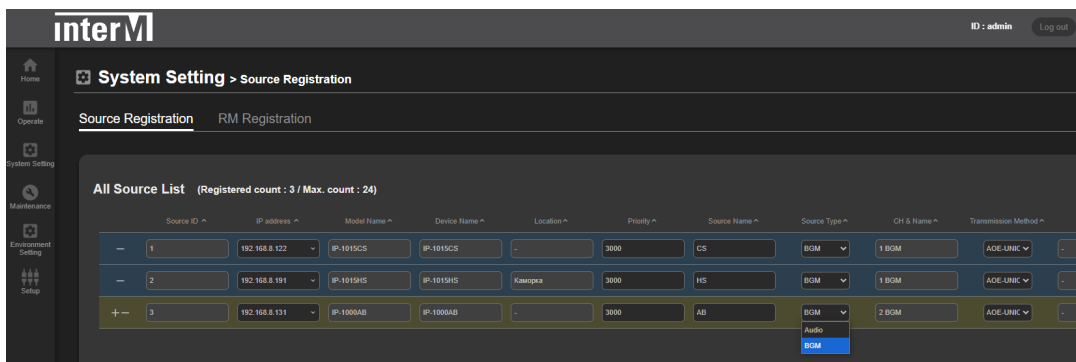 interM
ID : admin
Log out
Home
System Setting > Source Registration
Operate
Source Registration
RM Registration
System Setting
All Source List (Registered count : 3 / Max. count : 24)
Maintenance
Source ID IP address Model Name Device Name Location Priority Source Name Source Type CH & Name Transmission Method
Environment Setting
− 1 192.168.8.122 IP-1015CS IP-1015CS - 3000 CS BGM 1 BGM AOE-UNIC -
− 2 192.168.8.191 IP-1015HS IP-1015HS Каморка 3000 HS BGM 1 BGM AOE-UNIC -
Setup
+− 3 192.168.8.131 IP-1000AB IP-1000AB - 3000 AB BGM 2 BGM AOE-UNIC -
Audio
BGM